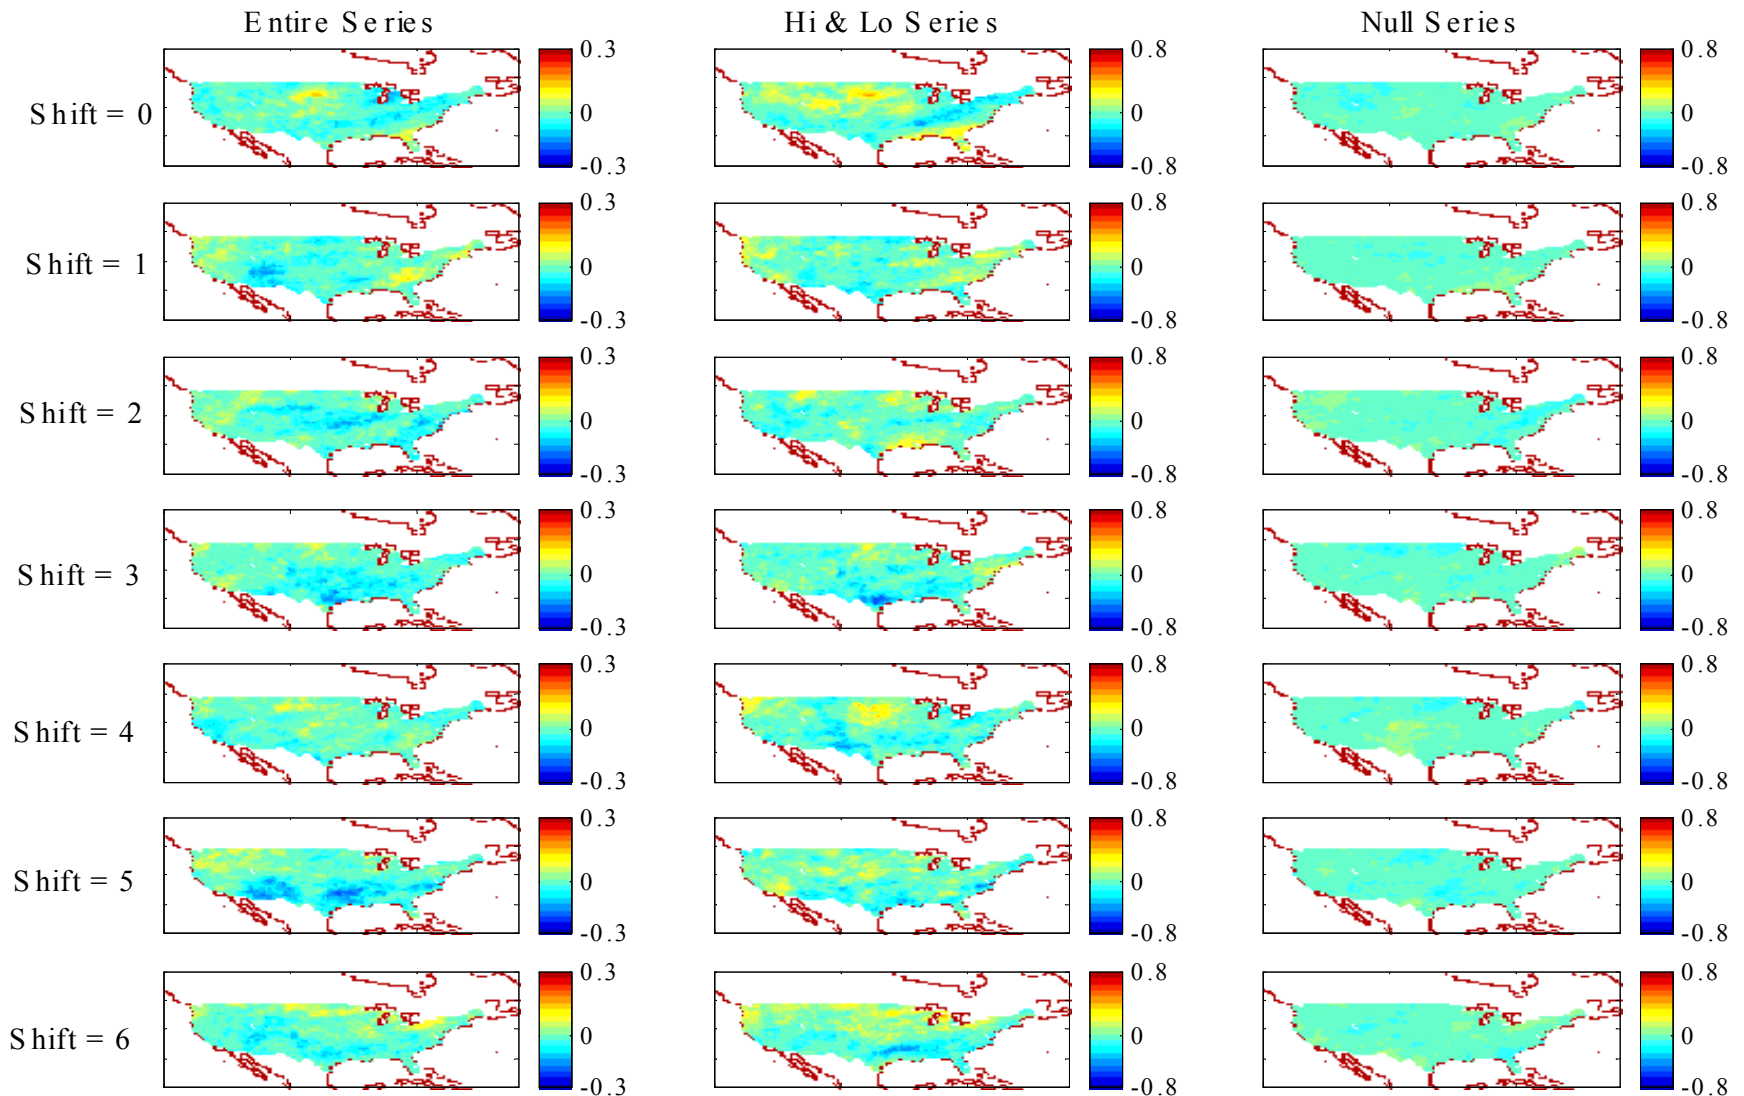 Entire Series Hi & Lo Series Null Series
0.3 0.8 0.8
Shift = 0 0 0 0
-0.3 -0.8 -0.8
0.3 0.8 0.8
Shift = 1 0 0 0
-0.3 -0.8 -0.8
0.3 0.8 0.8
Shift = 2 0 0 0
-0.3 -0.8 -0.8
0.3 0.8 0.8
Shift = 3 0 0 0
-0.3 -0.8 -0.8
0.3 0.8 0.8
Shift = 4 0 0 0
-0.3 -0.8 -0.8
0.3 0.8 0.8
Shift = 5 0 0 0
-0.3 -0.8 -0.8
0.3 0.8 0.8
Shift = 6 0 0 0
-0.3 -0.8 -0.8